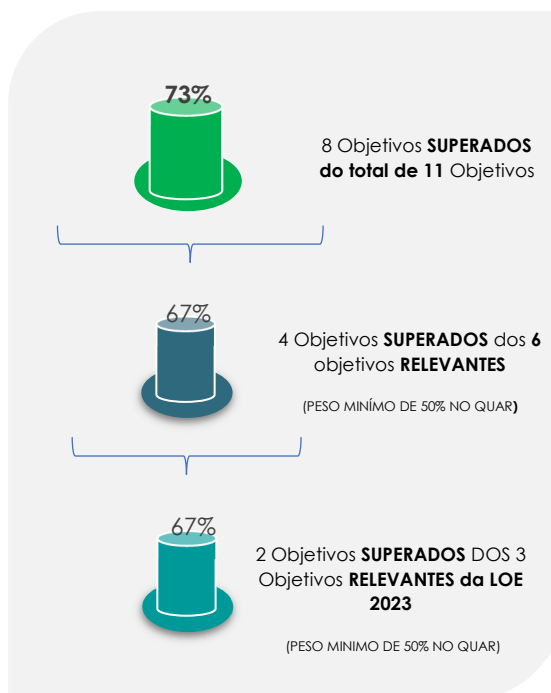 73%
8 Objetivos SUPERADOS
do total de 11 Objetivos
67%
4 Objetivos SUPERADOS dos 6
objetivos RELEVANTES
(PESO MINÍMO DE 50% NO QUAR)
67%
2 Objetivos SUPERADOS DOS 3
Objetivos RELEVANTES da LOE
2023
(PESO MINIMO DE 50% NO QUAR)